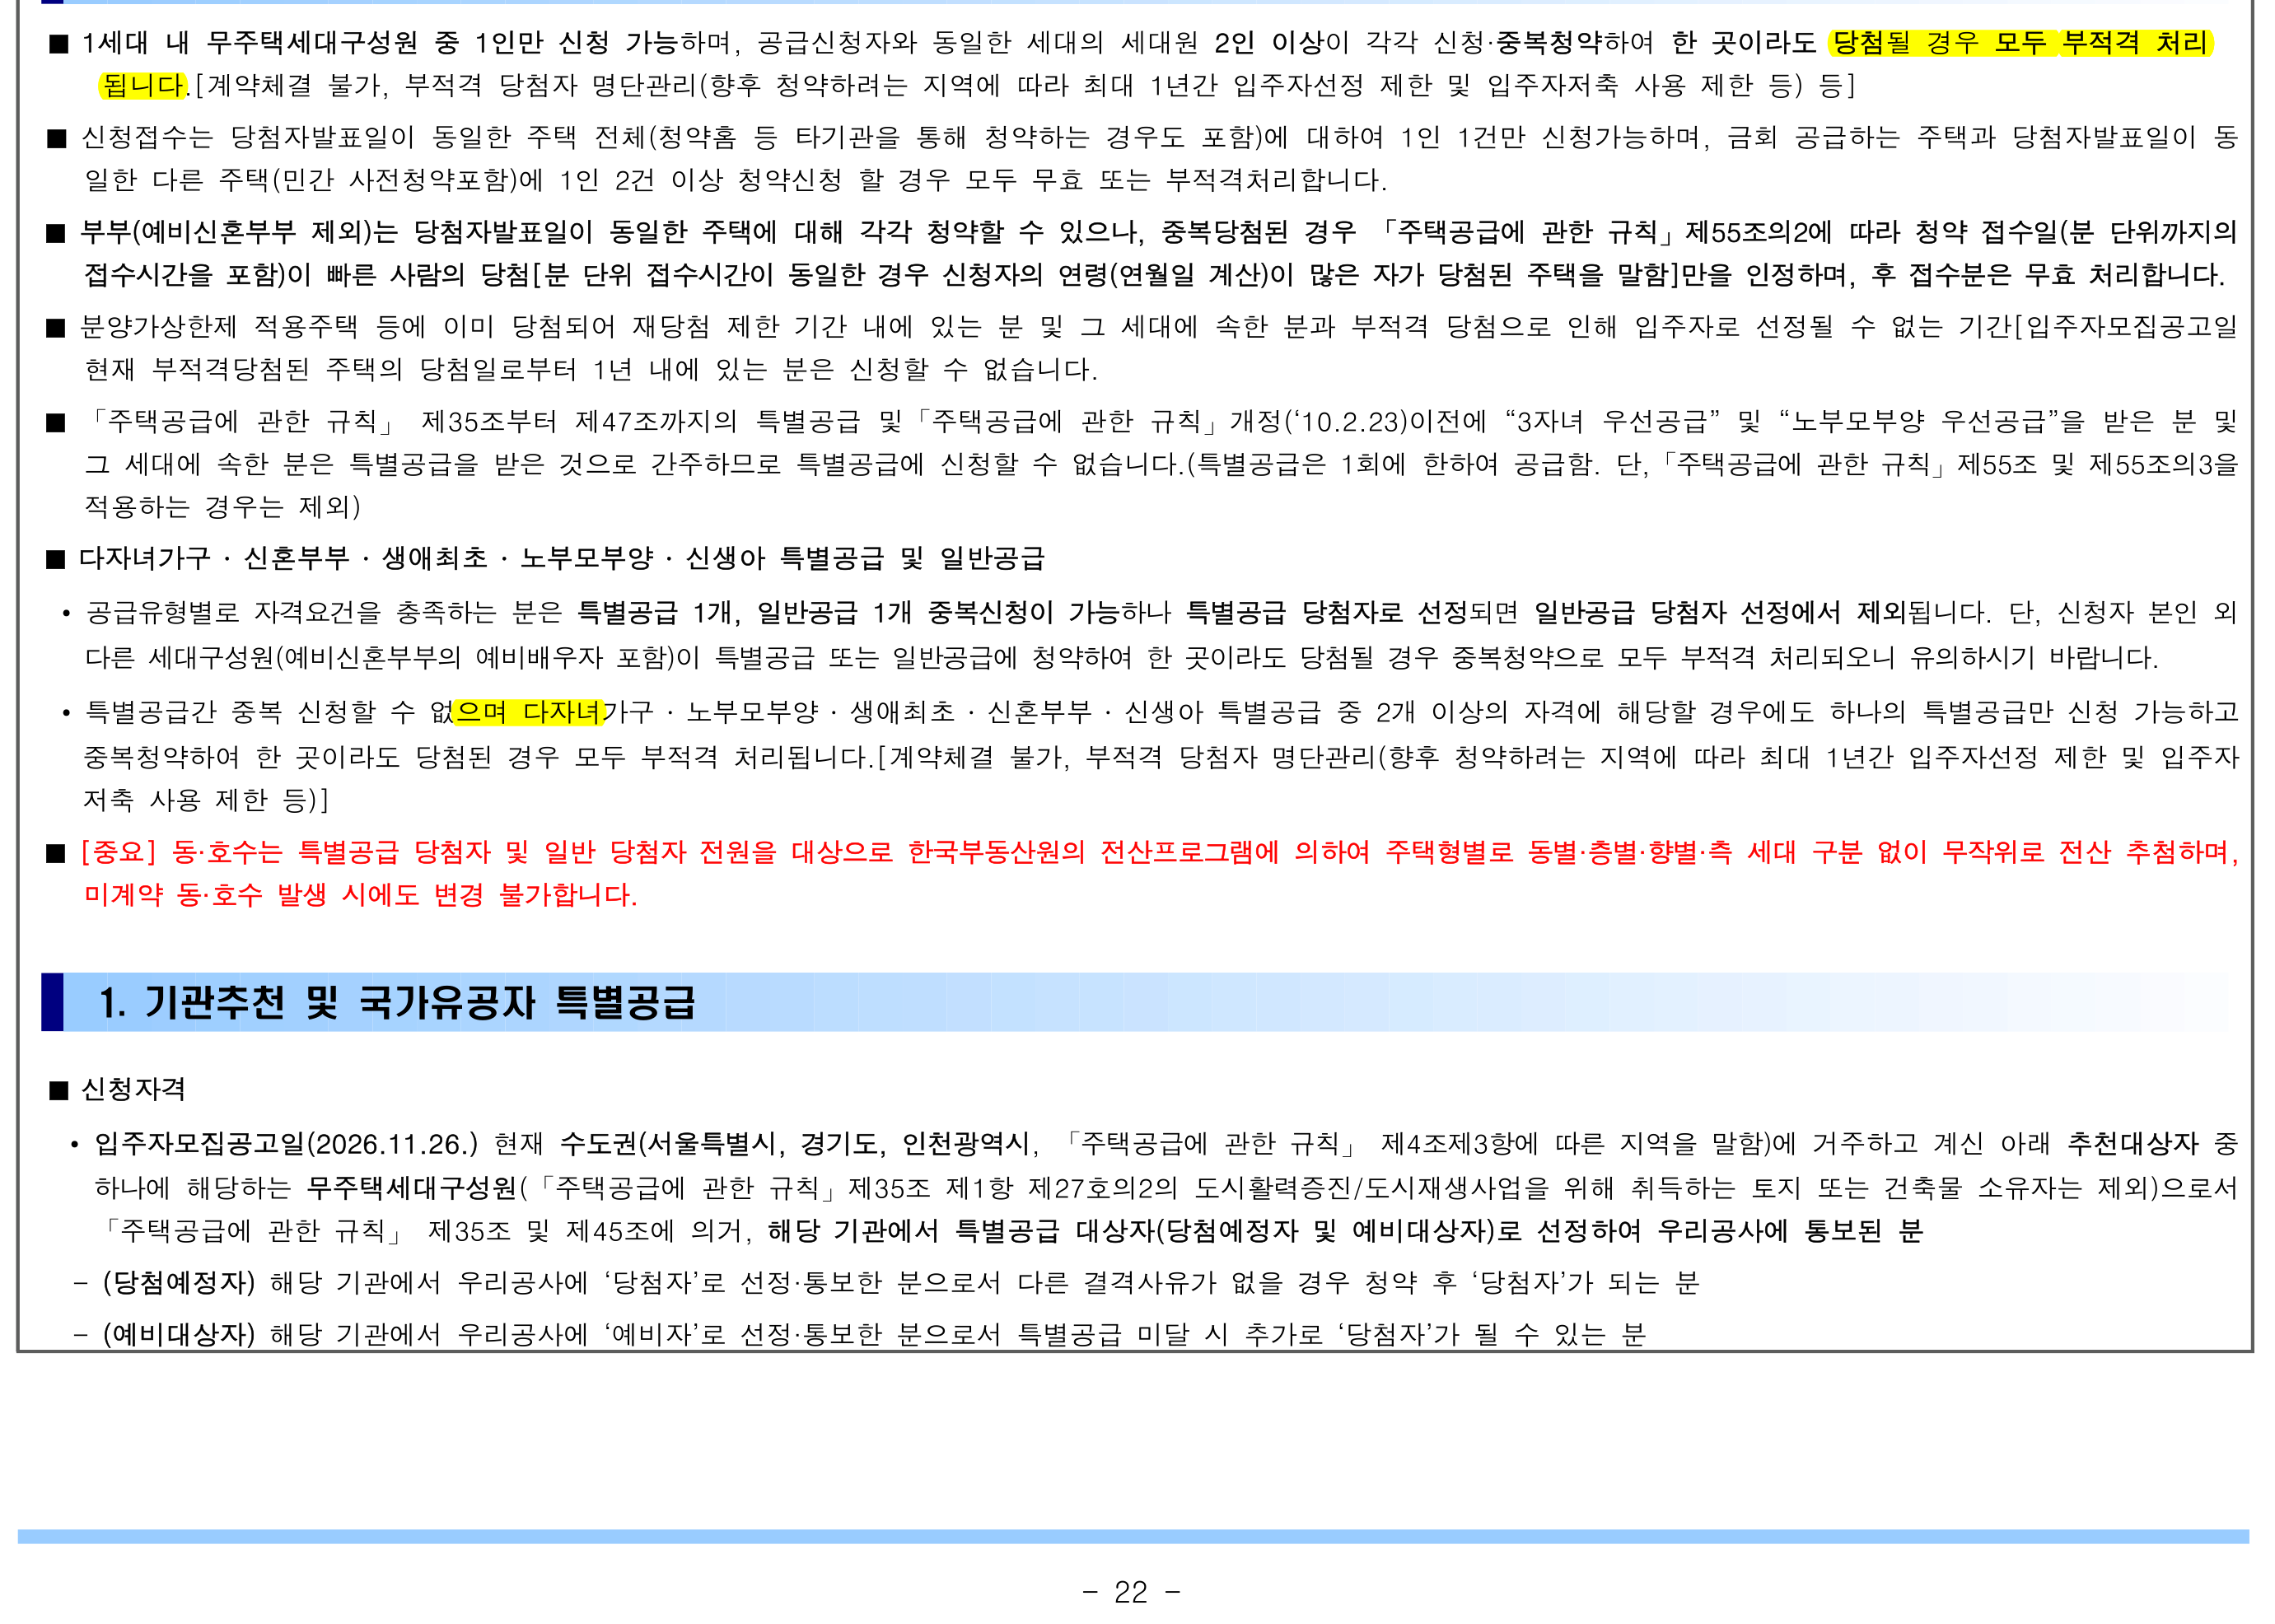 ■ 1세대 내 무주택세대구성원 중 1인만 신청 가능하며, 공급신청자와 동일한 세대의 세대원 2인 이상이 각각 신청·중복청약하여 한 곳이라도 당첨될 경우 모두 부적격 처리
됩니다.[계약체결 불가, 부적격 당첨자 명단관리(향후 청약하려는 지역에 따라 최대 1년간 입주자선정 제한 및 입주자저축 사용 제한 등) 등]
■ 신청접수는 당첨자발표일이 동일한 주택 전체(청약홈 등 타기관을 통해 청약하는 경우도 포함)에 대하여 1인 1건만 신청가능하며, 금회 공급하는 주택과 당첨자발표일이 동
일한 다른 주택(민간 사전청약포함)에 1인 2건 이상 청약신청 할 경우 모두 무효 또는 부적격처리합니다.
■ 부부(예비신혼부부 제외)는 당첨자발표일이 동일한 주택에 대해 각각 청약할 수 있으나, 중복당첨된 경우 「주택공급에 관한 규칙」제55조의2에 따라 청약 접수일(분 단위까지의
접수시간을 포함)이 빠른 사람의 당첨[분 단위 접수시간이 동일한 경우 신청자의 연령(연월일 계산)이 많은 자가 당첨된 주택을 말함]만을 인정하며, 후 접수분은 무효 처리합니다.
■ 분양가상한제 적용주택 등에 이미 당첨되어 재당첨 제한 기간 내에 있는 분 및 그 세대에 속한 분과 부적격 당첨으로 인해 입주자로 선정될 수 없는 기간[입주자모집공고일
현재 부적격당첨된 주택의 당첨일로부터 1년 내에 있는 분은 신청할 수 없습니다.
■ 「주택공급에 관한 규칙」 제35조부터 제47조까지의 특별공급 및「주택공급에 관한 규칙」개정(‘10.2.23)이전에 “3자녀 우선공급” 및 “노부모부양 우선공급”을 받은 분 및
그 세대에 속한 분은 특별공급을 받은 것으로 간주하므로 특별공급에 신청할 수 없습니다.(특별공급은 1회에 한하여 공급함. 단,「주택공급에 관한 규칙」제55조 및 제55조의3을
적용하는 경우는 제외)
■ 다자녀가구 · 신혼부부 · 생애최초 · 노부모부양 · 신생아 특별공급 및 일반공급
• 공급유형별로 자격요건을 충족하는 분은 특별공급 1개, 일반공급 1개 중복신청이 가능하나 특별공급 당첨자로 선정되면 일반공급 당첨자 선정에서 제외됩니다. 단, 신청자 본인 외
다른 세대구성원(예비신혼부부의 예비배우자 포함)이 특별공급 또는 일반공급에 청약하여 한 곳이라도 당첨될 경우 중복청약으로 모두 부적격 처리되오니 유의하시기 바랍니다.
• 특별공급간 중복 신청할 수 없으며 다자녀가구 · 노부모부양 · 생애최초 · 신혼부부 · 신생아 특별공급 중 2개 이상의 자격에 해당할 경우에도 하나의 특별공급만 신청 가능하고
중복청약하여 한 곳이라도 당첨된 경우 모두 부적격 처리됩니다.[계약체결 불가, 부적격 당첨자 명단관리(향후 청약하려는 지역에 따라 최대 1년간 입주자선정 제한 및 입주자
저축 사용 제한 등)]
■ [중요] 동·호수는 특별공급 당첨자 및 일반 당첨자 전원을 대상으로 한국부동산원의 전산프로그램에 의하여 주택형별로 동별·층별·향별·측 세대 구분 없이 무작위로 전산 추첨하며,
미계약 동·호수 발생 시에도 변경 불가합니다.
1. 기관추천 및 국가유공자 특별공급
■ 신청자격
• 입주자모집공고일(2026.11.26.) 현재 수도권(서울특별시, 경기도, 인천광역시, 「주택공급에 관한 규칙」 제4조제3항에 따른 지역을 말함)에 거주하고 계신 아래 추천대상자 중
하나에 해당하는 무주택세대구성원(「주택공급에 관한 규칙」제35조 제1항 제27호의2의 도시활력증진/도시재생사업을 위해 취득하는 토지 또는 건축물 소유자는 제외)으로서
「주택공급에 관한 규칙」 제35조 및 제45조에 의거, 해당 기관에서 특별공급 대상자(당첨예정자 및 예비대상자)로 선정하여 우리공사에 통보된 분
– (당첨예정자) 해당 기관에서 우리공사에 ‘당첨자’로 선정·통보한 분으로서 다른 결격사유가 없을 경우 청약 후 ‘당첨자’가 되는 분
– (예비대상자) 해당 기관에서 우리공사에 ‘예비자’로 선정·통보한 분으로서 특별공급 미달 시 추가로 ‘당첨자’가 될 수 있는 분
– 22 –